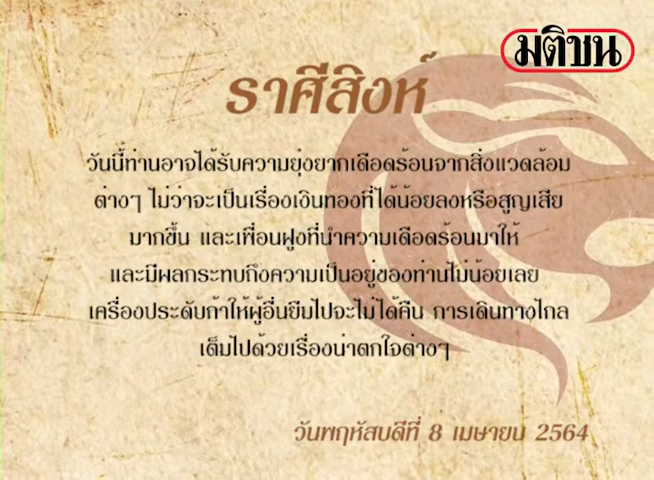 มติชน
ราศีสิงห์
วันนี้ท่านอาจได้รับความยุ่งยากเดือดร้อนจากสิ่งแวดล้อม
ต่างๆ ไม่ว่าจะเป็นเรื่องเงินทองที่ได้น้อยลงหรือสูญเสีย
มากขึ้น และเพื่อนฝูงที่นำความเดือดร้อนมาให้
และมีผลกระทบถึงความเป็นอยู่ของท่านไม่น้อยเลย
เครื่องประดับถ้าให้ผู้อื่นยืมไปจะไม่ได้คืน การเดินทางไกล
เต็มไปด้วยเรื่องน่าตกใจต่างๆ
วันพฤหัสบดีที่ 8 เมษายน 2564